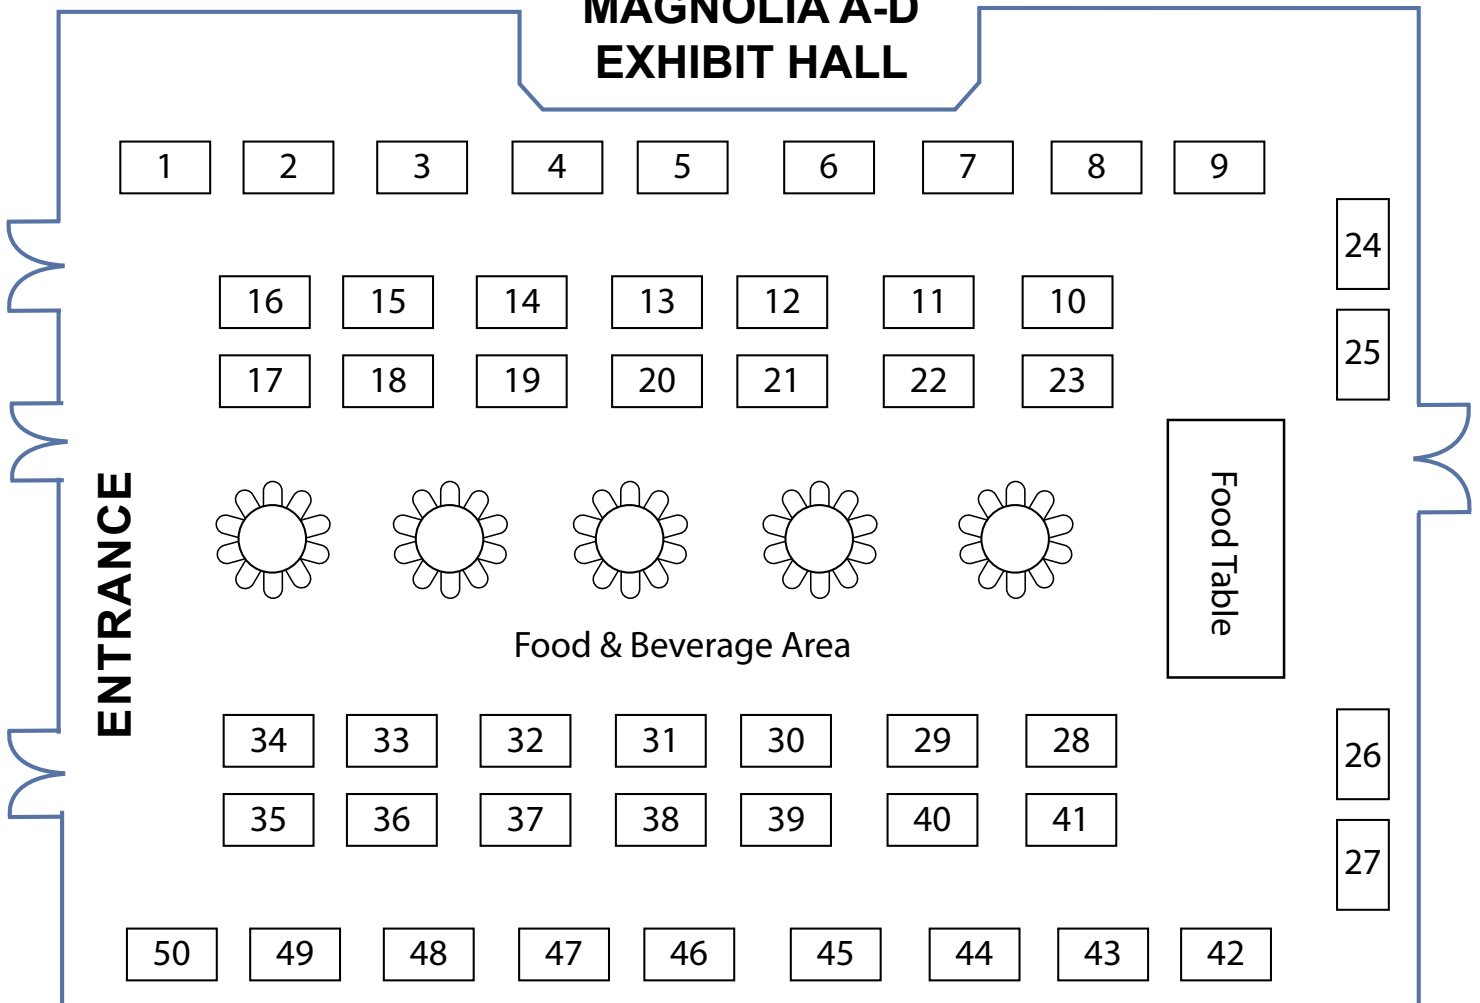 MAGNOLIA A-D
EXHIBIT HALL
1 2 3 4 5 6 7 8 9
24
16 15 14 13 12 11 10
25
17 18 19 20 21 22 23
ENTRANCE
Food Table
Food & Beverage Area
34 33 32 31 30 29 28
26
35 36 37 38 39 40 41
27
50 49 48 47 46 45 44 43 42